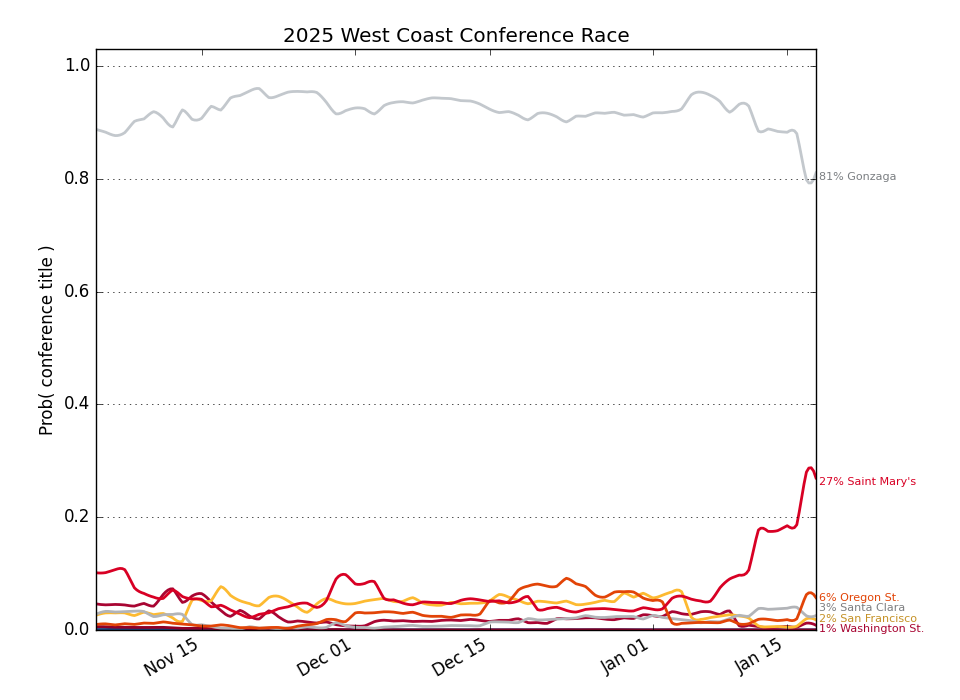 2025 West Coast Conference Race
1.0
0.8
0.6
0.4
0.2
0.0
Prob( conference title )
81% Gonzaga
27% Saint Mary's
6% Oregon St.
3% Santa Clara
2% San Francisco
1% Washington St.
Nov 15
Dec 01
Dec 15
Jan 01
Jan 15